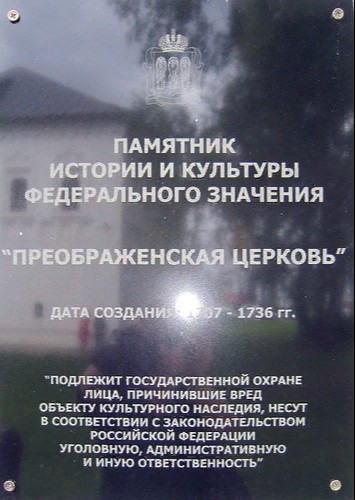 ПАМЯТНИК
ИСТОРИИ И КУЛЬТУРЫ
ФЕДЕРАЛЬНОГО ЗНАЧЕНИЯ
“ПРЕОБРАЖЕНСКАЯ ЦЕРКОВЬ”
ДАТА СОЗДАНИЯ - 1736 гг.
“ПОДЛЕЖИТ ГОСУДАРСТВЕННОЙ ОХРАНЕ
ЛИЦА, ПРИЧИНИВШИЕ ВРЕД
ОБЪЕКТУ КУЛЬТУРНОГО НАСЛЕДИЯ, НЕСУТ
В СООТВЕТСТВИИ С ЗАКОНОДАТЕЛЬСТВОМ
РОССИЙСКОЙ ФЕДЕРАЦИИ
УГОЛОВНУЮ, АДМИНИСТРАТИВНУЮ
И ИНУЮ ОТВЕТСТВЕННОСТЬ”